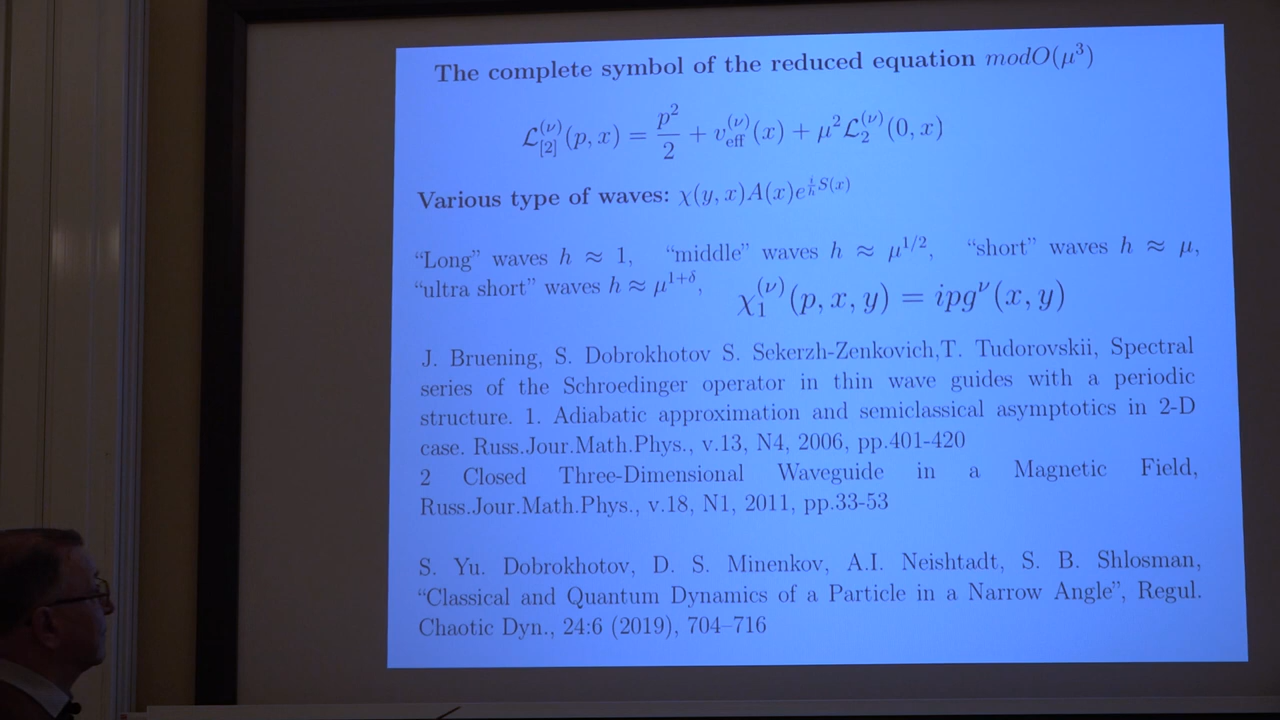 The complete symbol of the reduced equation modO(μ³)
ℒ_{[2]}^{(ν)}(p, x) = p²/2 + v_{eff}^{(ν)}(x) + μ²ℒ_2^{(ν)}(0, x)
Various type of waves: χ(y, x)A(x)e^{\frac{i}{h}S(x)}
“Long” waves h ≈ 1, “middle” waves h ≈ μ^{1/2}, “short” waves h ≈ μ,
“ultra short” waves h ≈ μ^{1+δ}, χ_1^{(ν)}(p, x, y) = ipg^ν(x, y)
J. Bruening, S. Dobrokhotov S. Sekerzh-Zenkovich,T. Tudorovskii, Spectral
series of the Schroedinger operator in thin wave guides with a periodic
structure. 1. Adiabatic approximation and semiclassical asymptotics in 2-D
case. Russ.Jour.Math.Phys., v.13, N4, 2006, pp.401-420
2 Closed Three-Dimensional Waveguide in a Magnetic Field,
Russ.Jour.Math.Phys., v.18, N1, 2011, pp.33-53
S. Yu. Dobrokhotov, D. S. Minenkov, A.I. Neishtadt, S. B. Shlosman,
“Classical and Quantum Dynamics of a Particle in a Narrow Angle”, Regul.
Chaotic Dyn., 24:6 (2019), 704–716